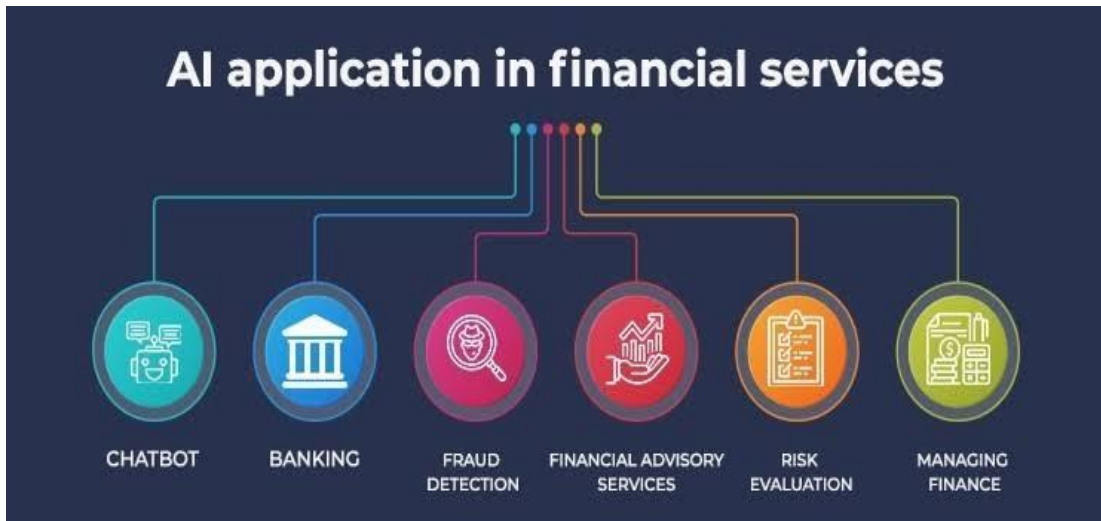 AI application in financial services
CHATBOT
BANKING
FRAUD
DETECTION
FINANCIAL ADVISORY
SERVICES
RISK
EVALUATION
MANAGING
FINANCE